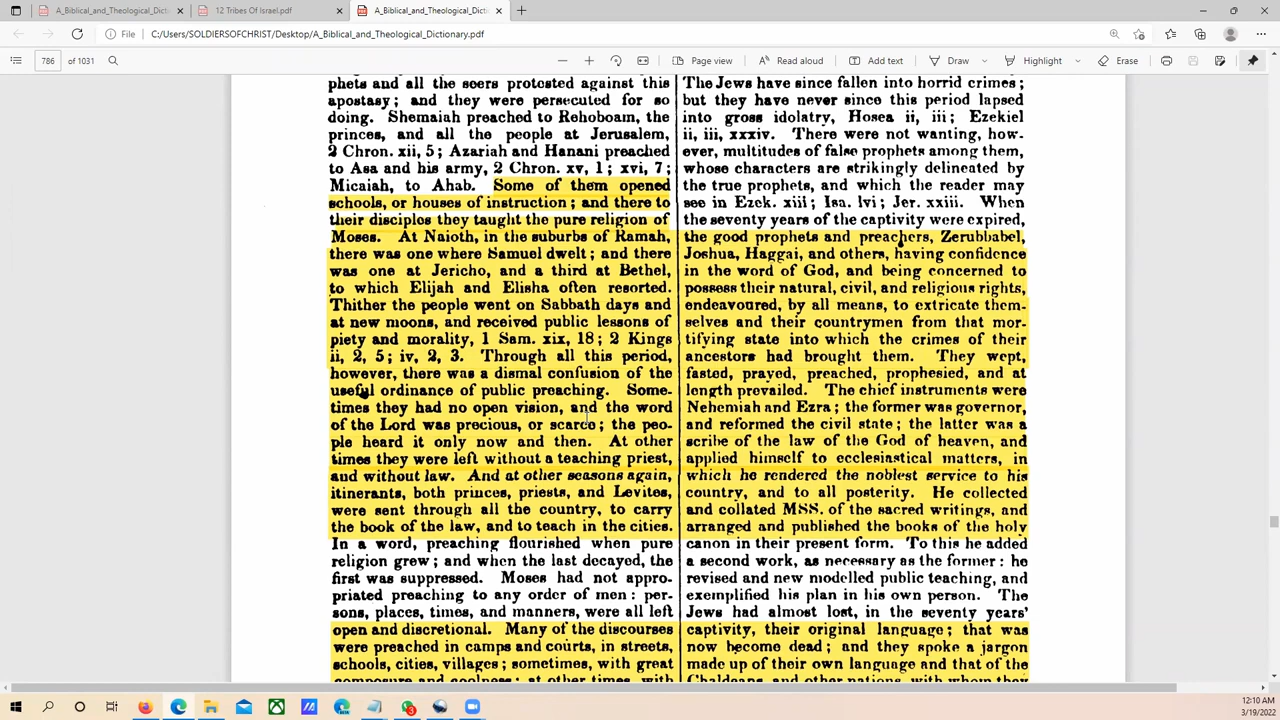 A_Biblical_and_Theological_Dict
12 Tribes Of Israel.pdf
A_Biblical_and_Theological_Dict
File
C:/Users/SOLDIERSOFCHRIST/Desktop/A_Biblical_and_Theological_Dictionary.pdf
786 of 1031
Page view
Read aloud
Add text
Draw
Highlight
Erase
phets and all the seers protested against this
apostasy; and they were persecuted for so
doing. Shemaiah preached to Rehoboam, the
princes, and all the people at Jerusalem,
2 Chron. xii, 5; Azariah and Hanani preached
to Asa and his army, 2 Chron. xv, 1; xvi, 7;
Micaiah, to Ahab. Some of them opened
schools, or houses of instruction; and there to
their disciples they taught the pure religion of
Moses. At Naioth, in the suburbs of Ramah,
there was one where Samuel dwelt; and there
was one at Jericho, and a third at Bethel,
to which Elijah and Elisha often resorted.
Thither the people went on Sabbath days and
at new moons, and received public lessons of
piety and morality, 1 Sam. xix, 18; 2 Kings
ii, 2, 5; iv, 2, 3. Through all this period,
however, there was a dismal confusion of the
useful ordinance of public preaching. Some-
times they had no open vision, and the word
of the Lord was precious, or scarce; the peo-
ple heard it only now and then. At other
times they were left without a teaching priest,
and without law. And at other seasons again,
itinerants, both princes, priests, and Levites,
were sent through all the country, to carry
the book of the law, and to teach in the cities.
In a word, preaching flourished when pure
religion grew; and when the last decayed, the
first was suppressed. Moses had not appro-
priated preaching to any order of men: per-
sons, places, times, and manners, were all left
open and discretional. Many of the discourses
were preached in camps and courts, in streets,
schools, cities, villages; sometimes, with great
composure and coolness; at other times, with
The Jews have since fallen into horrid crimes;
but they have never since this period lapsed
into gross idolatry, Hosea ii, iii; Ezekiel
ii, iii, xxxiv. There were not wanting, how-
ever, multitudes of false prophets among them,
whose characters are strikingly delineated by
the true prophets, and which the reader may
see in Ezek. xiii; Isa. lvi; Jer. xxiii. When
the seventy years of the captivity were expired,
the good prophets and preachers, Zerubbabel,
Joshua, Haggai, and others, having confidence
in the word of God, and being concerned to
possess their natural, civil, and religious rights,
endeavoured, by all means, to extricate them-
selves and their countrymen from that mor-
tifying state into which the crimes of their
ancestors had brought them. They wept,
fasted, prayed, preached, prophesied, and at
length prevailed. The chief instruments were
Nehemiah and Ezra; the former was governor,
and reformed the civil state; the latter was a
scribe of the law of the God of heaven, and
applied himself to ecclesiastical matters, in
which he rendered the noblest service to his
country, and to all posterity. He collected
and collated MSS. of the sacred writings, and
arranged and published the books of the holy
canon in their present form. To this he added
a second work, as necessary as the former: he
revised and new modelled public teaching, and
exemplified his plan in his own person. The
Jews had almost lost, in the seventy years'
captivity, their original language; that was
now become dead; and they spoke a jargon
made up of their own language and that of the
Chaldeans, and other nations, with whom they
12:10 AM
3/19/2022